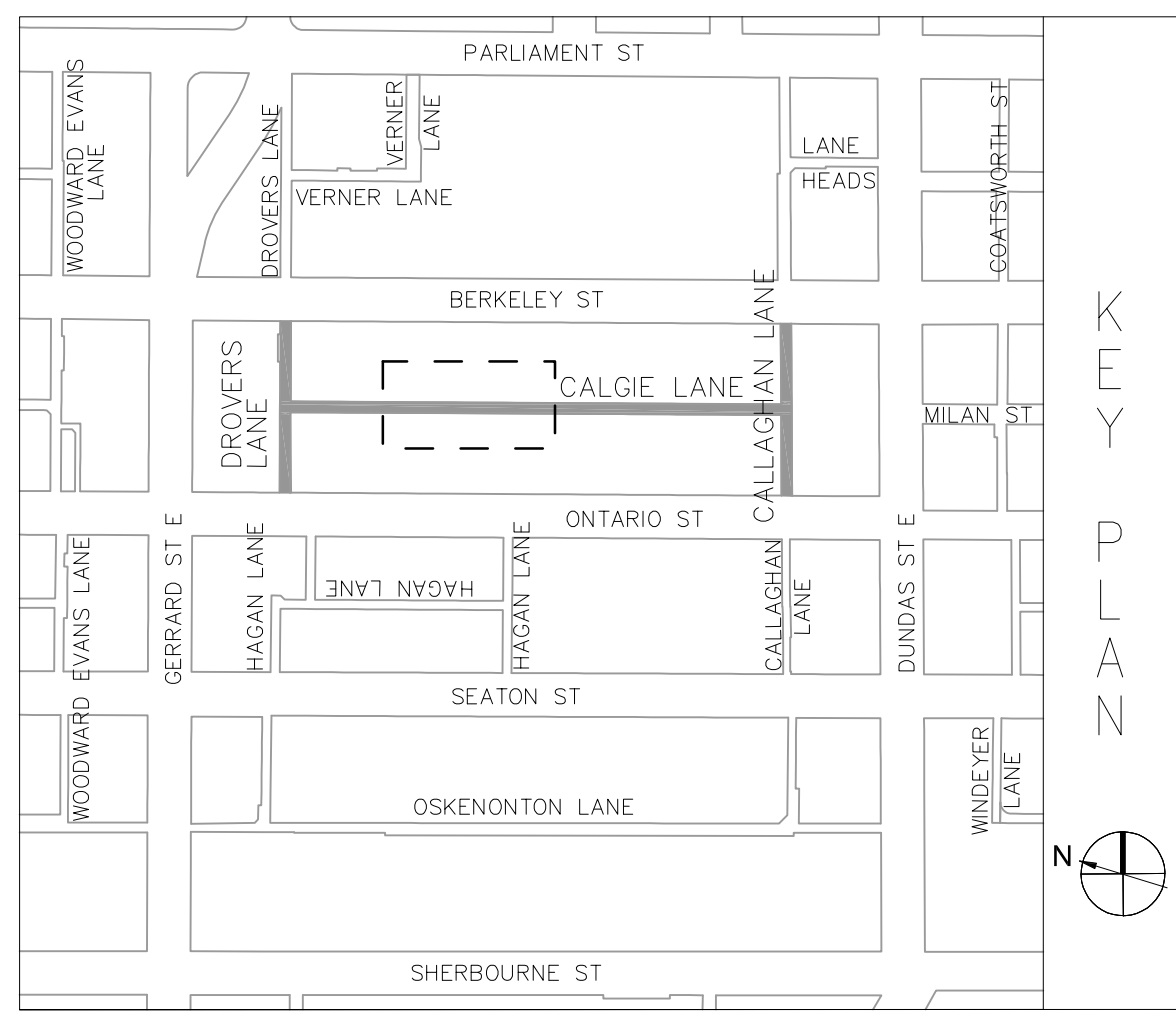 PARLIAMENT ST
WOODWARD EVANS
LANE
DROVERS LANE
VERNER
LANE
VERNER LANE
LANE
HEADS
COATSWORTH ST
BERKELEY ST
DROVERS
LANE
CALGIE LANE
CALLAGHAN LANE
MILAN ST
ONTARIO ST
WOODWARD EVANS LANE
GERRARD ST E
HAGAN LANE
HAGAN LANE
HAGAN LANE
CALLAGHAN
LANE
DUNDAS ST E
SEATON ST
OSKENONTON LANE
WINDEYER
LANE
SHERBOURNE ST
KEY PLAN
N